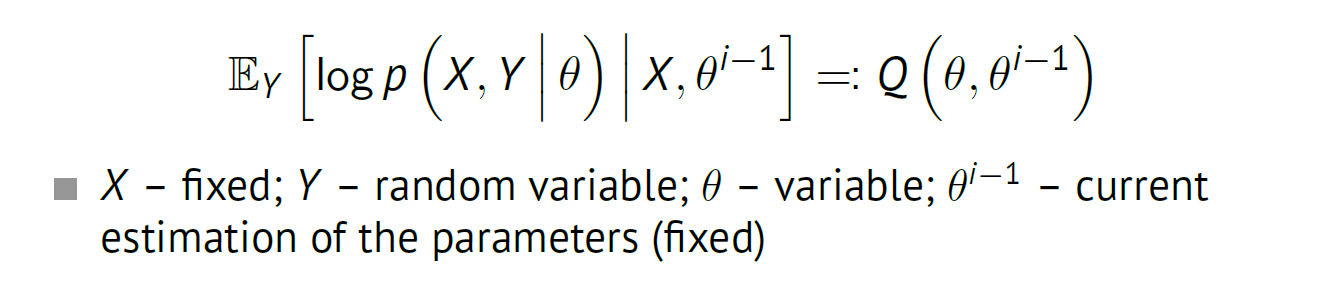 𝔼_Y [log p (X, Y | θ) | X, θ^{i−1}] =: Q (θ, θ^{i−1})
■ X – fixed; Y – random variable; θ – variable; θ^{i−1} – current
estimation of the parameters (fixed)